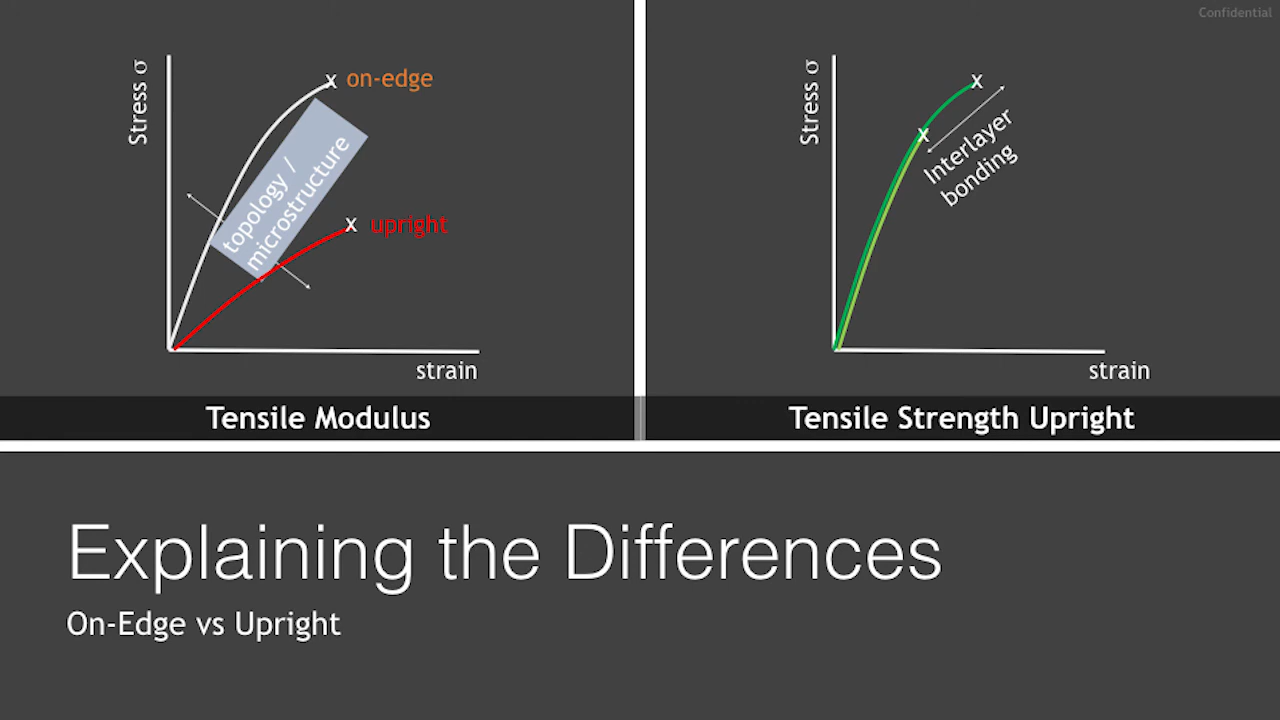 Confidential
Stress σ
x on-edge
topology /
microstructure
x upright
strain
Tensile Modulus
Stress σ
x
x
Interlayer
bonding
strain
Tensile Strength Upright
Explaining the Differences
On-Edge vs Upright